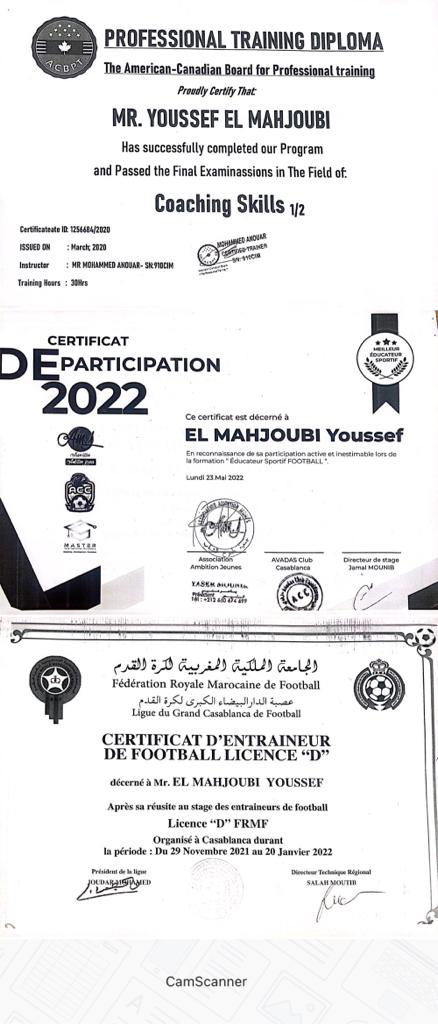 ACBPT
PROFESSIONAL TRAINING DIPLOMA
The American-Canadian Board for Professional training
Proudly Certify That:
MR. YOUSSEF EL MAHJOUBI
Has successfully completed our Program
and Passed the Final Examinassions in The Field of:
Coaching Skills 1/2
Certificateate ID: 1256684/2020
ISSUED ON : March, 2020
Instructor : MR MOHAMMED ANOUAR- SN:910CIM
Training Hours : 30Hrs
MOHAMMED ANOUAR
CERTIFIED TRAINER
SN: 910CIM
CERTIFICAT
DE PARTICIPATION
2022
MEILLEUR
ÉDUCATEUR
SPORTIF
Ce certificat est décerné à
EL MAHJOUBI Youssef
En reconnaissance de sa participation active et inestimable lors de
la formation " Éducateur Sportif FOOTBALL ".
Lundi 23.Mai 2022
ACC
MASTER
Association
Ambition Jeunes
AVADAS Club
Casablanca
Directeur de stage
Jamal MOUNIB
Président
ACC
الجامعة الملكية المغربية لكرة القدم
Fédération Royale Marocaine de Football
عصبة الدارالبيضاء الكبرى لكرة القدم
Ligue du Grand Casablanca de Football
CERTIFICAT D'ENTRAINEUR
DE FOOTBALL LICENCE "D"
décerné à Mr. EL MAHJOUBI YOUSSEF
Après sa réusite au stage des entraineurs de football
Licence "D" FRMF
Organisé à Casablanca durant
la période : Du 29 Novembre 2021 au 20 Janvier 2022
Président de la ligue
JOUDAR MOHAMED
Directeur Technique Régional
SALAH MOUTIB
CamScanner